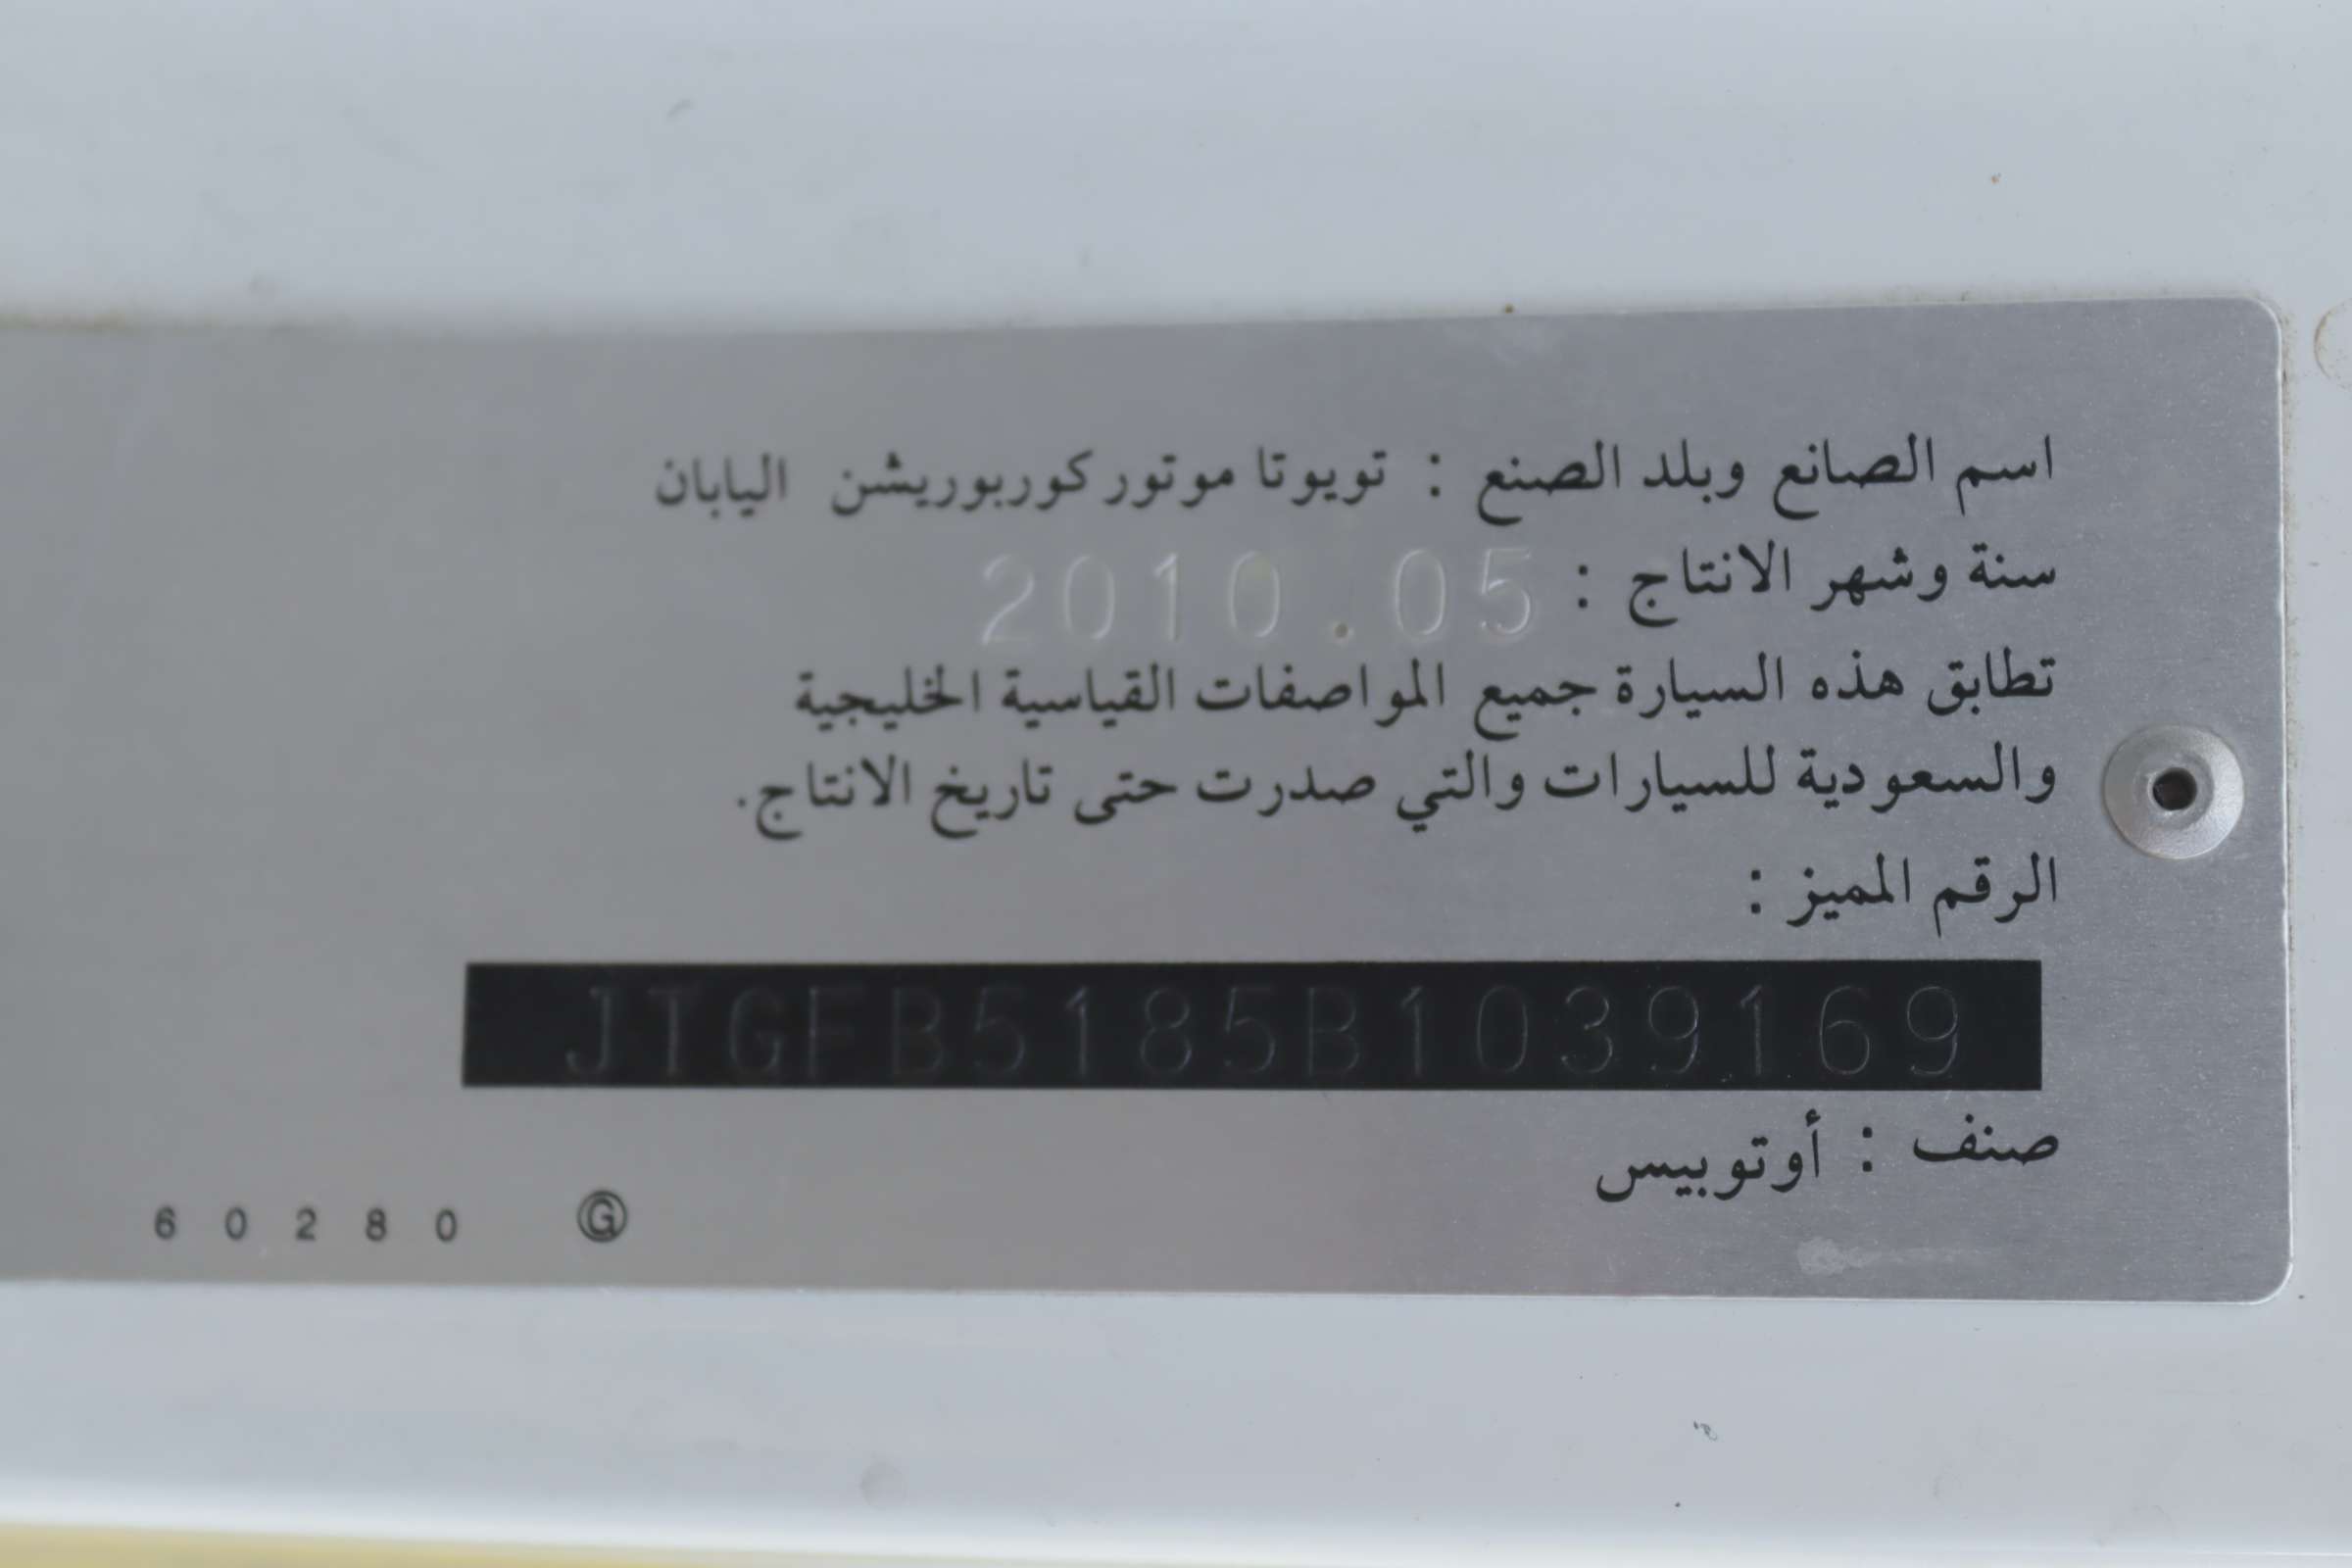 اسم الصانع وبلد الصنع : تويوتا موتور كوربوريشن اليابان
سنة وشهر الانتاج : 2010.05
تطابق هذه السيارة جميع المواصفات القياسية الخليجية
والسعودية للسيارات والتي صدرت حتى تاريخ الانتاج.
الرقم المميز :
JTGFB5185B1039169
صنف : أوتوبيس
60280 Ⓖ